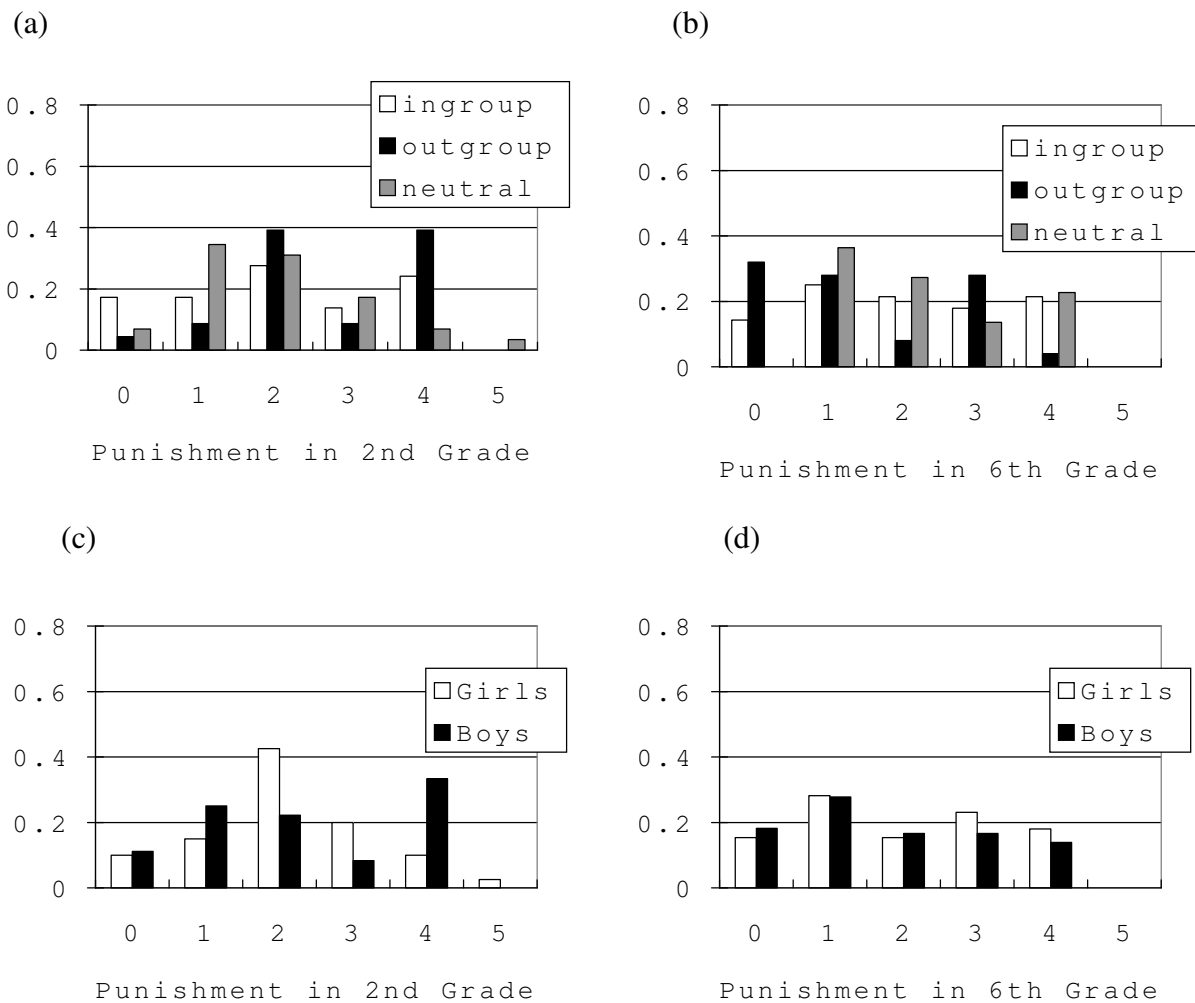 (a)
0.8
0.6
0.4
0.2
0
ingroup
outgroup
neutral
0 1 2 3 4 5
Punishment in 2nd Grade
(b)
0.8
0.6
0.4
0.2
0
ingroup
outgroup
neutral
0 1 2 3 4 5
Punishment in 6th Grade
(c)
0.8
0.6
0.4
0.2
0
Girls
Boys
0 1 2 3 4 5
Punishment in 2nd Grade
(d)
0.8
0.6
0.4
0.2
0
Girls
Boys
0 1 2 3 4 5
Punishment in 6th Grade